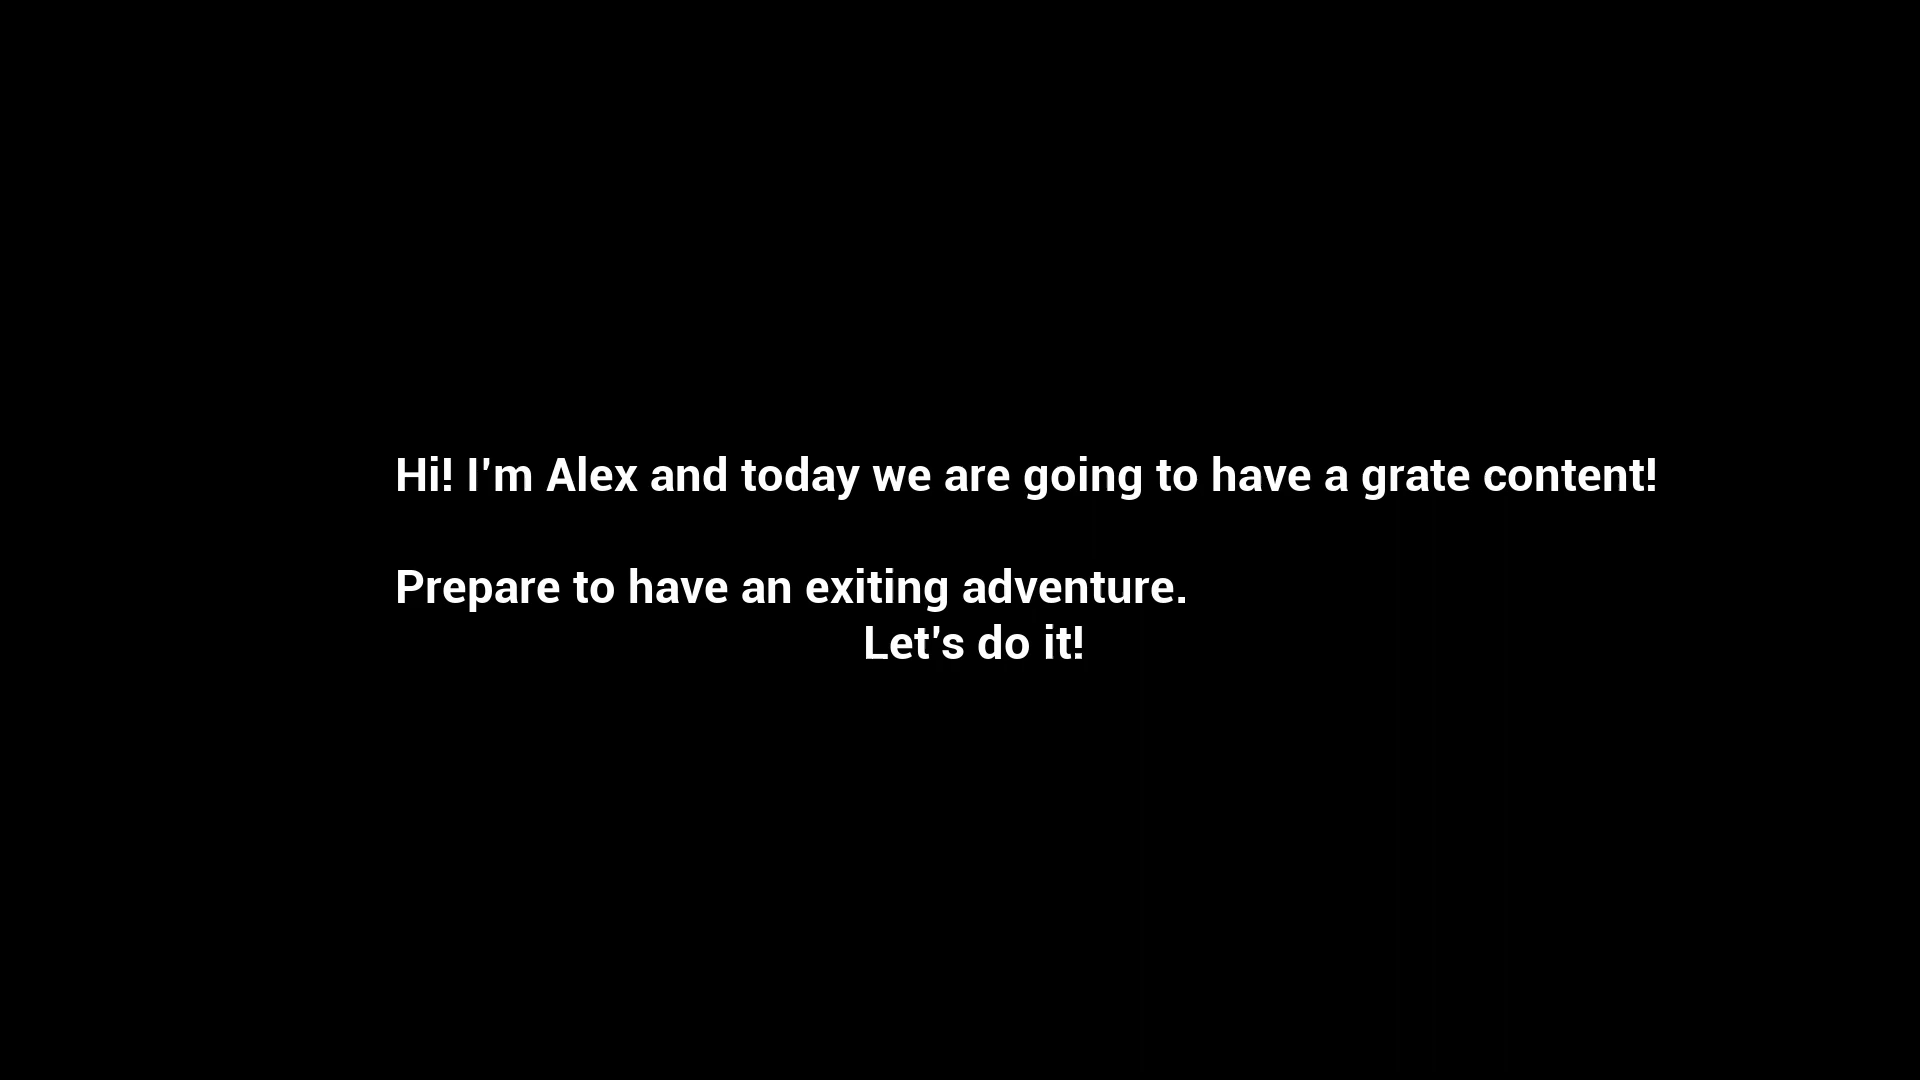 Hi! I'm Alex and today we are going to have a grate content!
Prepare to have an exiting adventure.
Let's do it!